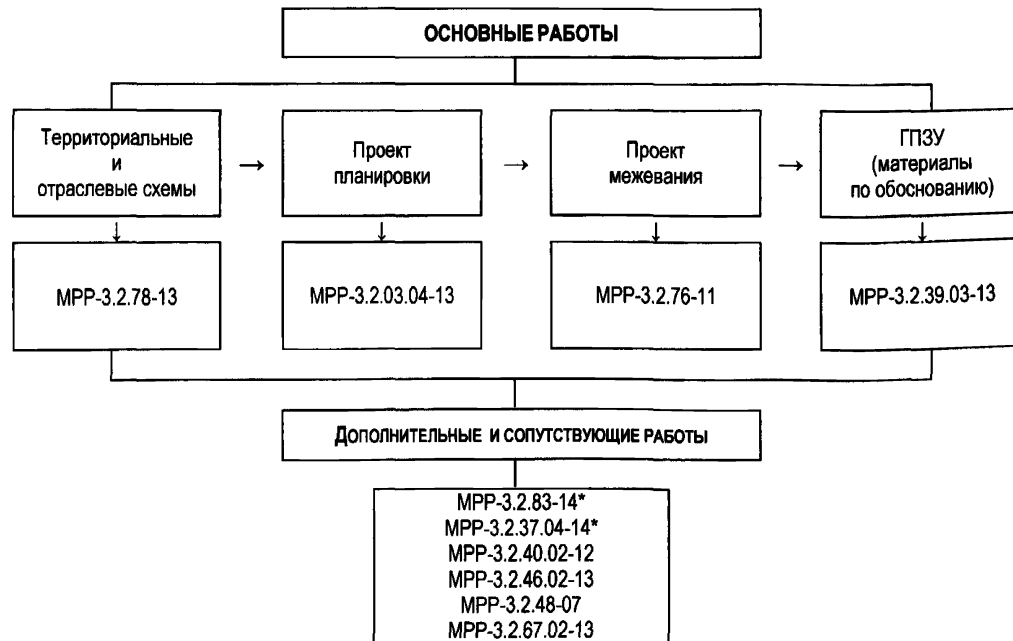 ОСНОВНЫЕ РАБОТЫ
Территориальные
и
отраслевые схемы
→
Проект
планировки
→
Проект
межевания
→
ГПЗУ
(материалы
по обоснованию)
МРР-3.2.78-13
МРР-3.2.03.04-13
МРР-3.2.76-11
МРР-3.2.39.03-13
ДОПОЛНИТЕЛЬНЫЕ И СОПУТСТВУЮЩИЕ РАБОТЫ
МРР-3.2.83-14*
МРР-3.2.37.04-14*
МРР-3.2.40.02-12
МРР-3.2.46.02-13
МРР-3.2.48-07
МРР-3.2.67.02-13